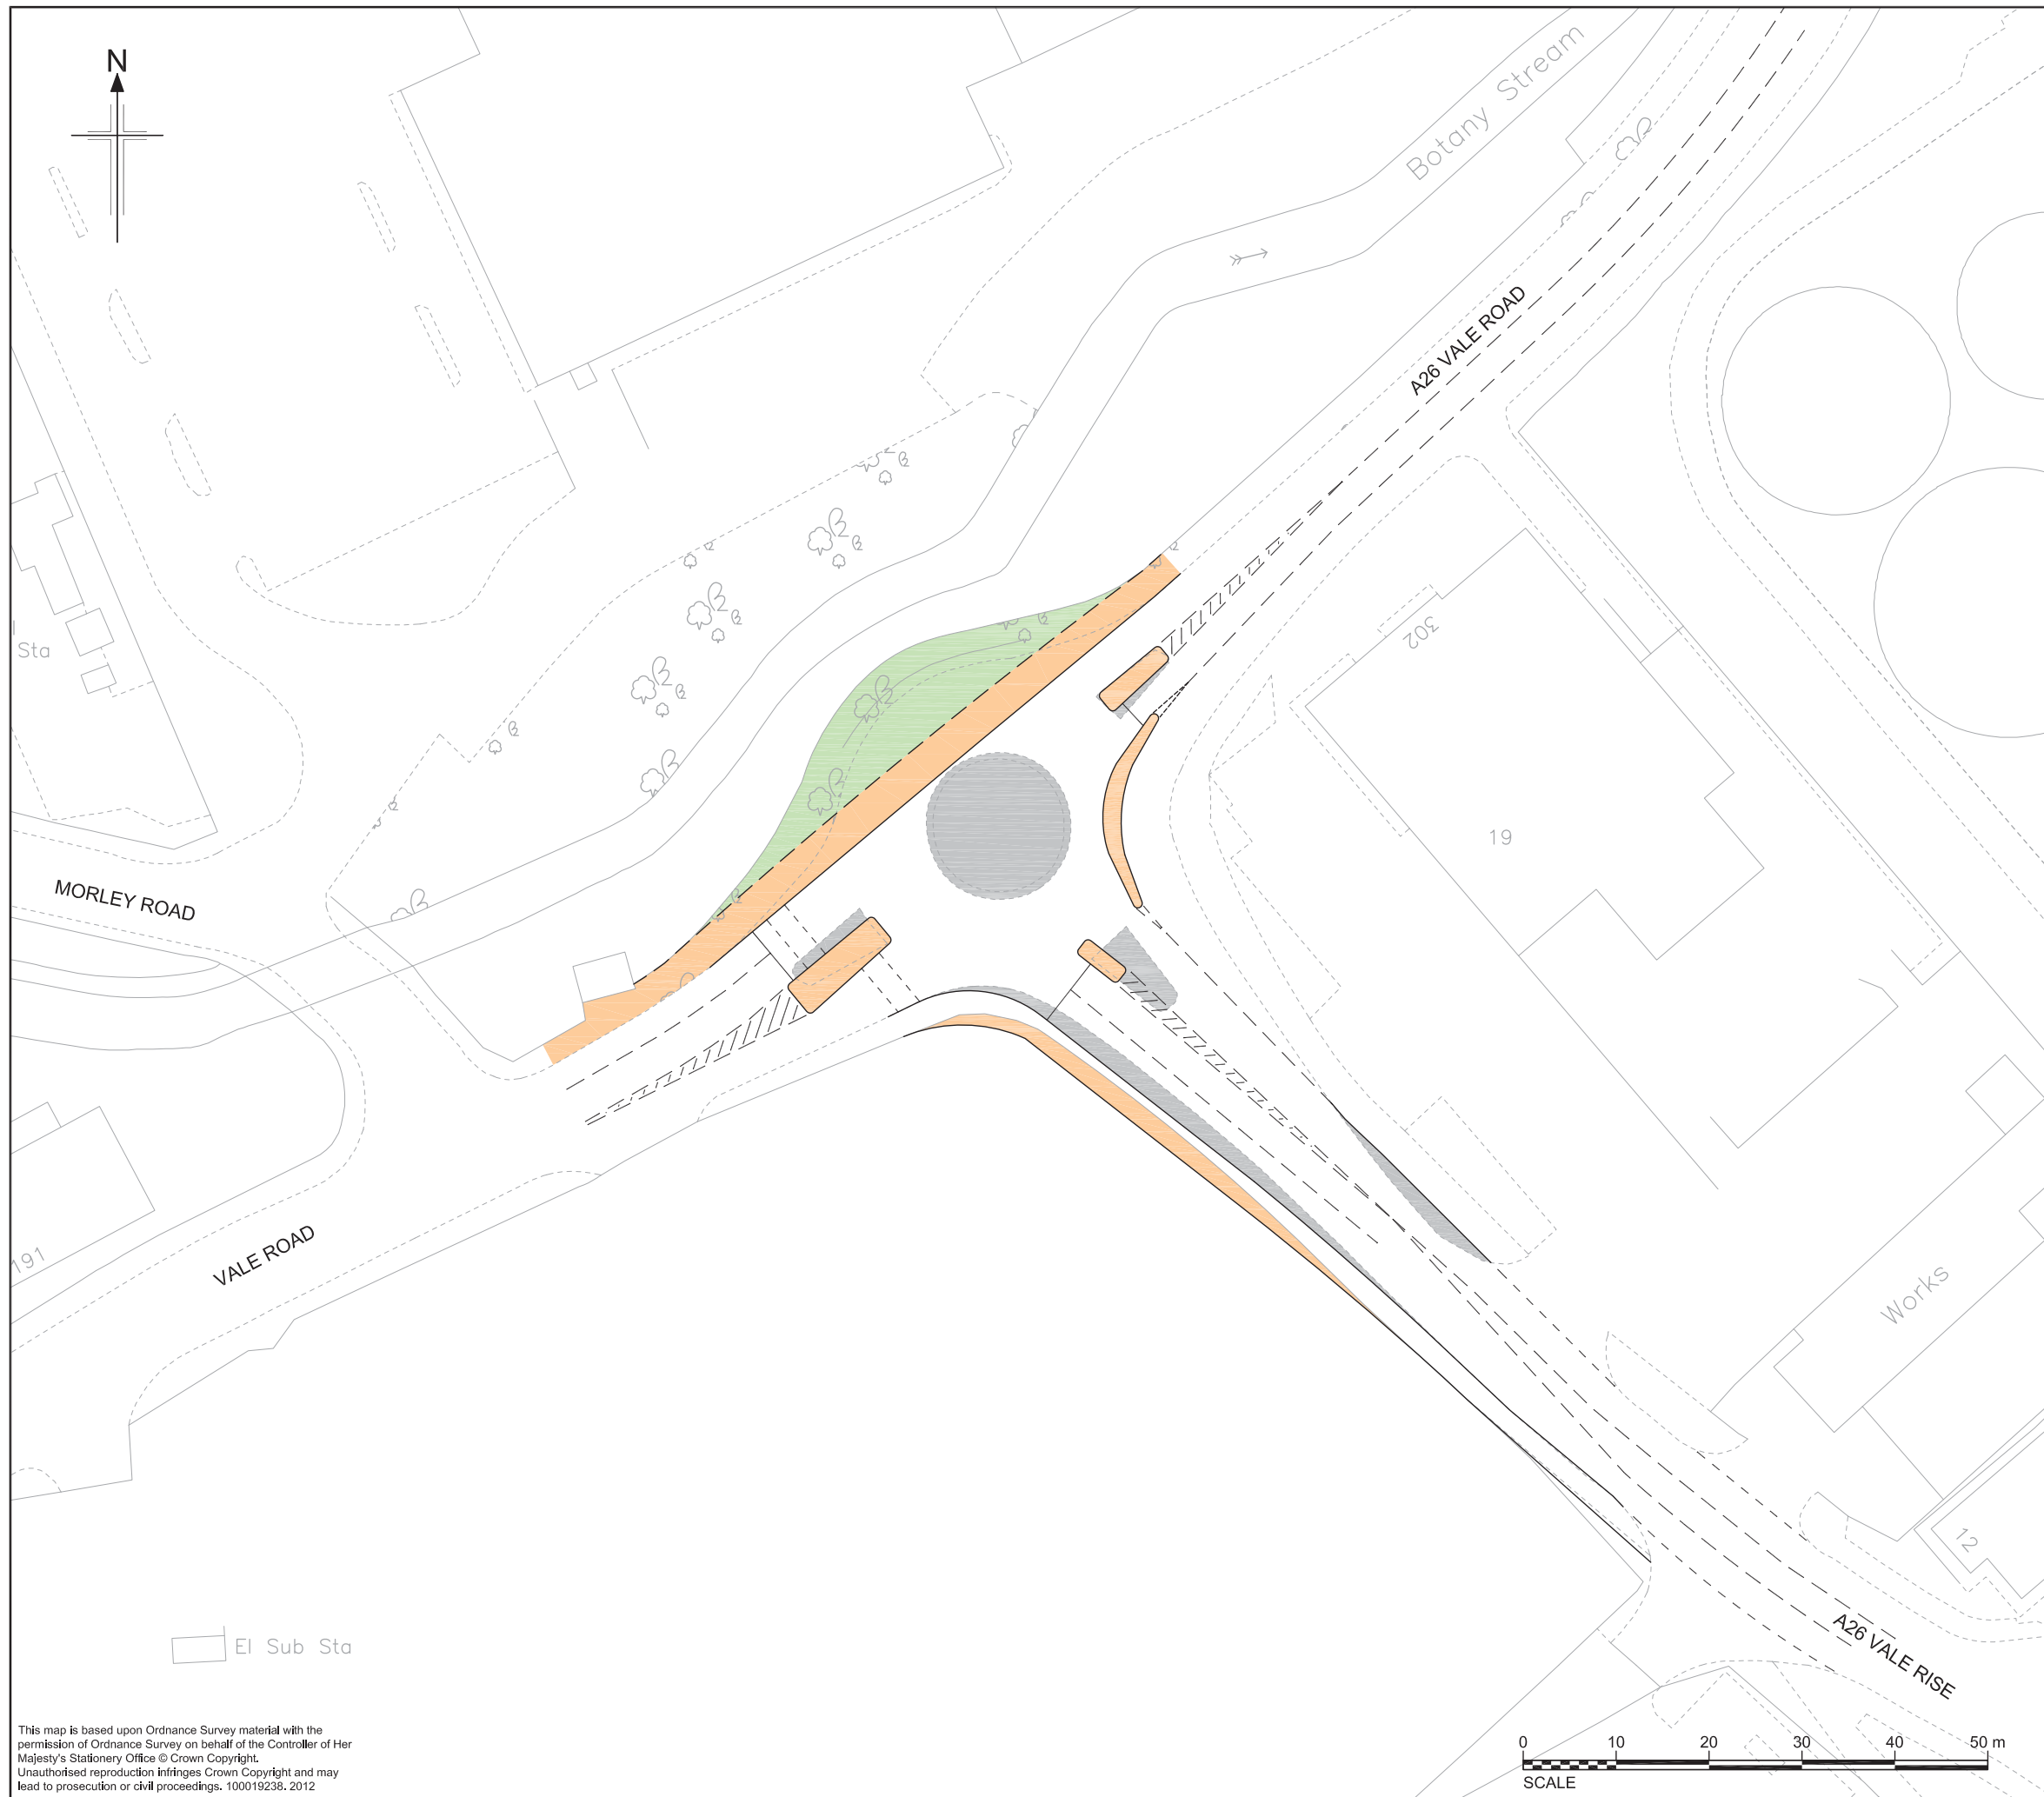 N
Botany Stream
A26 VALE ROAD
302
Sta
19
MORLEY ROAD
191
VALE ROAD
Works
12
El Sub Sta
A26 VALE RISE
This map is based upon Ordnance Survey material with the
permission of Ordnance Survey on behalf of the Controller of Her
Majesty's Stationery Office © Crown Copyright.
Unauthorised reproduction infringes Crown Copyright and may
lead to prosecution or civil proceedings. 100019238. 2012
0 10 20 30 40 50 m
SCALE